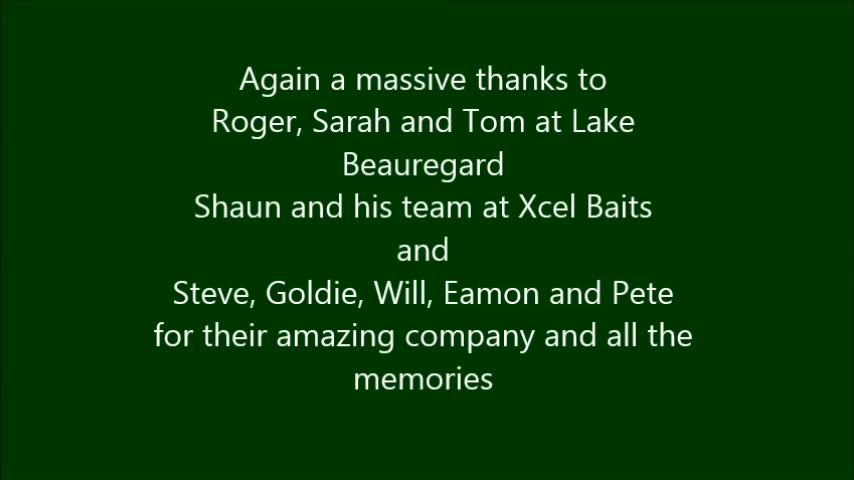 Again a massive thanks to
Roger, Sarah and Tom at Lake
Beauregard
Shaun and his team at Xcel Baits
and
Steve, Goldie, Will, Eamon and Pete
for their amazing company and all the
memories